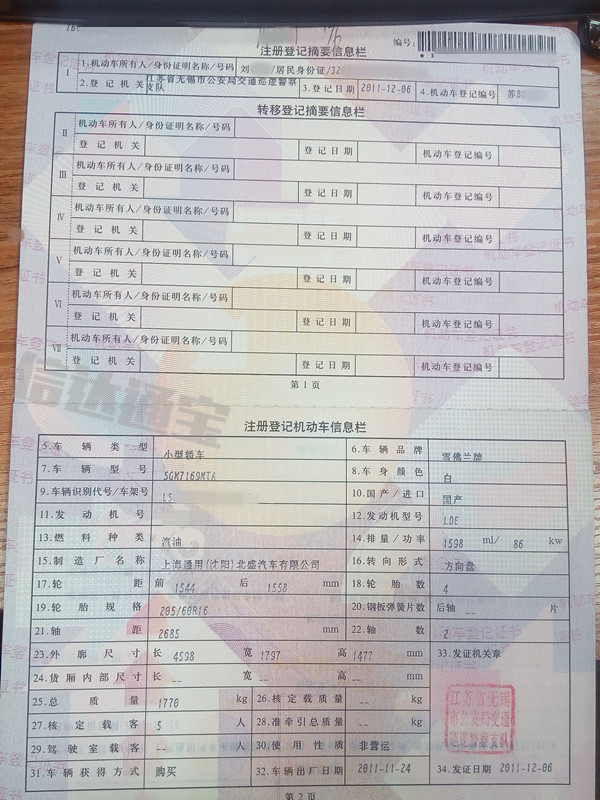 注册登记摘要信息栏
编号:
I
1.机动车所有人/身份证明名称/号码 刘 /居民身份证/32
2.登记机关 江苏省无锡市公安局交通巡逻警察支队 3.登记日期 2011-12-06 4.机动车登记编号 苏B
转移登记摘要信息栏
II 机动车所有人/身份证明名称/号码
登记机关 登记日期 机动车登记编号
III 机动车所有人/身份证明名称/号码
登记机关 登记日期 机动车登记编号
IV 机动车所有人/身份证明名称/号码
登记机关 登记日期 机动车登记编号
V 机动车所有人/身份证明名称/号码
登记机关 登记日期 机动车登记编号
VI 机动车所有人/身份证明名称/号码
登记机关 登记日期 机动车登记编号
VII 机动车所有人/身份证明名称/号码
登记机关 登记日期 机动车登记编号
第1页
信达通宝
注册登记机动车信息栏
5.车辆类型 小型轿车 6.车辆品牌 雪佛兰牌
7.车辆型号 SGM7169MTA 8.车身颜色 白
9.车辆识别代号/车架号 LS 10.国产/进口 国产
11.发动机号 12.发动机型号 LDE
13.燃料种类 汽油 14.排量/功率 1598 ml/ 86 kw
15.制造厂名称 上海通用(沈阳)北盛汽车有限公司 16.转向形式 方向盘
17.轮距 前 1544 后 1558 mm 18.轮胎数 4
19.轮胎规格 205/60R16 20.钢板弹簧片数 后轴 -- 片
21.轴距 2685 mm 22.轴数 2
23.外廓尺寸 长 4598 宽 1797 高 1477 mm 33.发证机关章
24.货厢内部尺寸 长 -- 宽 -- 高 -- mm
25.总质量 1770 kg 26.核定载质量 -- kg
27.核定载客 5 人 28.准牵引总质量 -- kg
29.驾驶室载客 -- 人 30.使用性质 非营运
31.车辆获得方式 购买 32.车辆出厂日期 2011-11-24 34.发证日期 2011-12-06
江苏省无锡
市公安局交通
巡逻警察支队
第2页